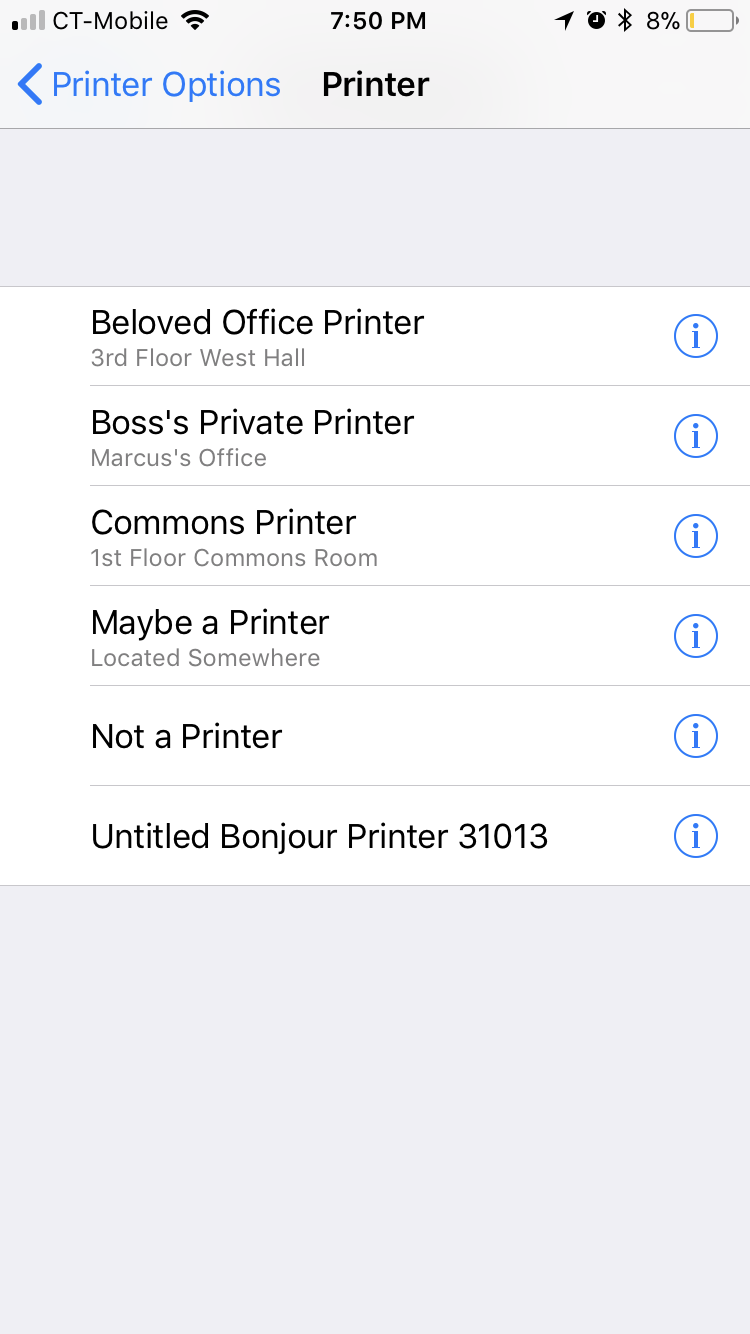 CT-Mobile 7:50 PM 8%
Printer Options Printer
Beloved Office Printer
3rd Floor West Hall
i
Boss's Private Printer
Marcus's Office
i
Commons Printer
1st Floor Commons Room
i
Maybe a Printer
Located Somewhere
i
Not a Printer
i
Untitled Bonjour Printer 31013
i